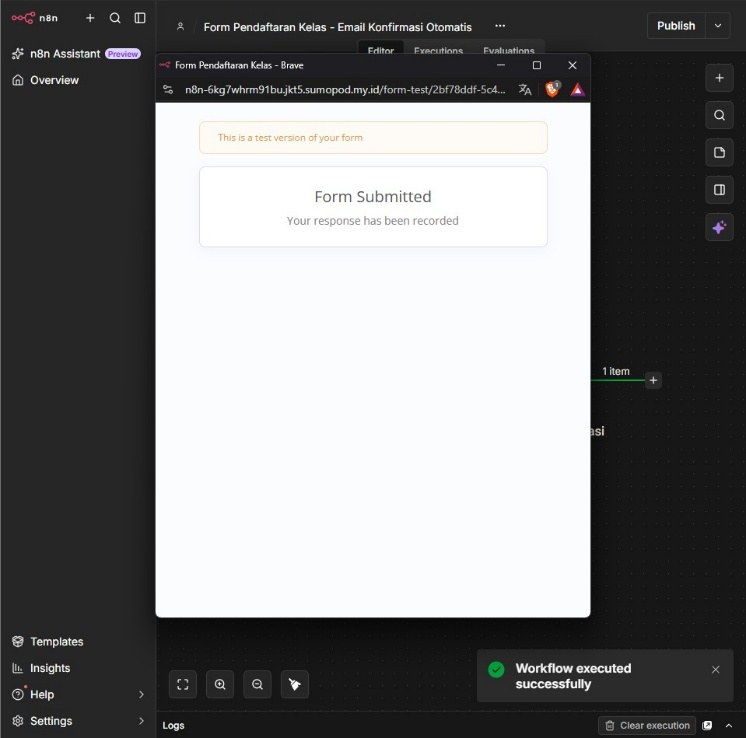 n8n
Form Pendaftaran Kelas - Email Konfirmasi Otomatis
Publish
n8n Assistant Preview
Overview
Editor
Executions
Evaluations
Form Pendaftaran Kelas - Brave
n8n-6kg7whrm91bu.jkt5.sumopod.my.id/form-test/2bf78ddf-5c4...
This is a test version of your form
Form Submitted
Your response has been recorded
1 item
asi
Templates
Insights
Help
Settings
Workflow executed
successfully
Logs
Clear execution